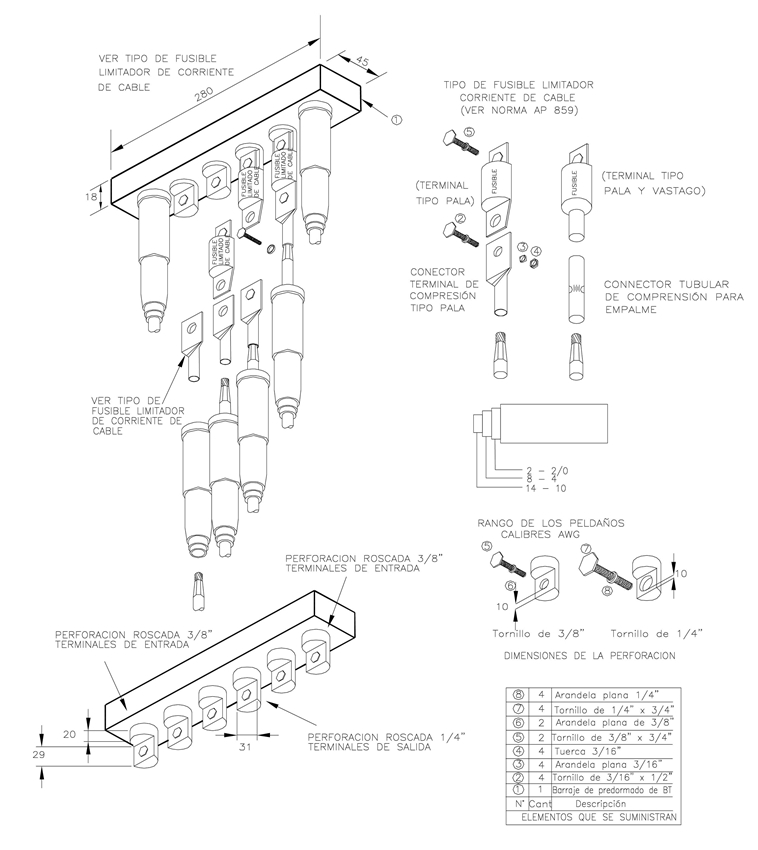 VER TIPO DE FUSIBLE
LIMITADOR DE CORRIENTE
DE CABLE
280
45
1
18
FUSIBLE
LIMITADO
DE CABLE
FUSIBLE
LIMITADO
DE CABLE
FUSIBLE
LIMITADO
DE CABLE
VER TIPO DE
FUSIBLE LIMITADOR
DE CORRIENTE DE
CABLE
TIPO DE FUSIBLE LIMITADOR
CORRIENTE DE CABLE
(VER NORMA AP 859)
5
FUSIBLE
FUSIBLE
(TERMINAL
TIPO PALA)
(TERMINAL TIPO
PALA Y VASTAGO)
2
3
4
CONECTOR
TERMINAL DE
COMPRESIÓN
TIPO PALA
CONNECTOR TUBULAR
DE COMPRENSIÓN PARA
EMPALME
2 - 2/0
8 - 4
14 - 10
RANGO DE LOS PELDAÑOS
CALIBRES AWG
5
7
6
8
10
10
Tornillo de 3/8"
Tornillo de 1/4"
DIMENSIONES DE LA PERFORACION
PERFORACION ROSCADA 3/8"
TERMINALES DE ENTRADA
PERFORACION ROSCADA 3/8"
TERMINALES DE ENTRADA
20
29
31
PERFORACION ROSCADA 1/4"
TERMINALES DE SALIDA
8 4 Arandela plana 1/4"
7 4 Tornillo de 1/4" x 3/4"
6 2 Arandela plana de 3/8"
5 2 Tornillo de 3/8" x 3/4"
4 4 Tuerca 3/16"
3 4 Arandela plana 3/16"
2 4 Tornillo de 3/16" x 1/2"
1 1 Barraje de predormado de BT
N° Cant Descripción
ELEMENTOS QUE SE SUMINISTRAN